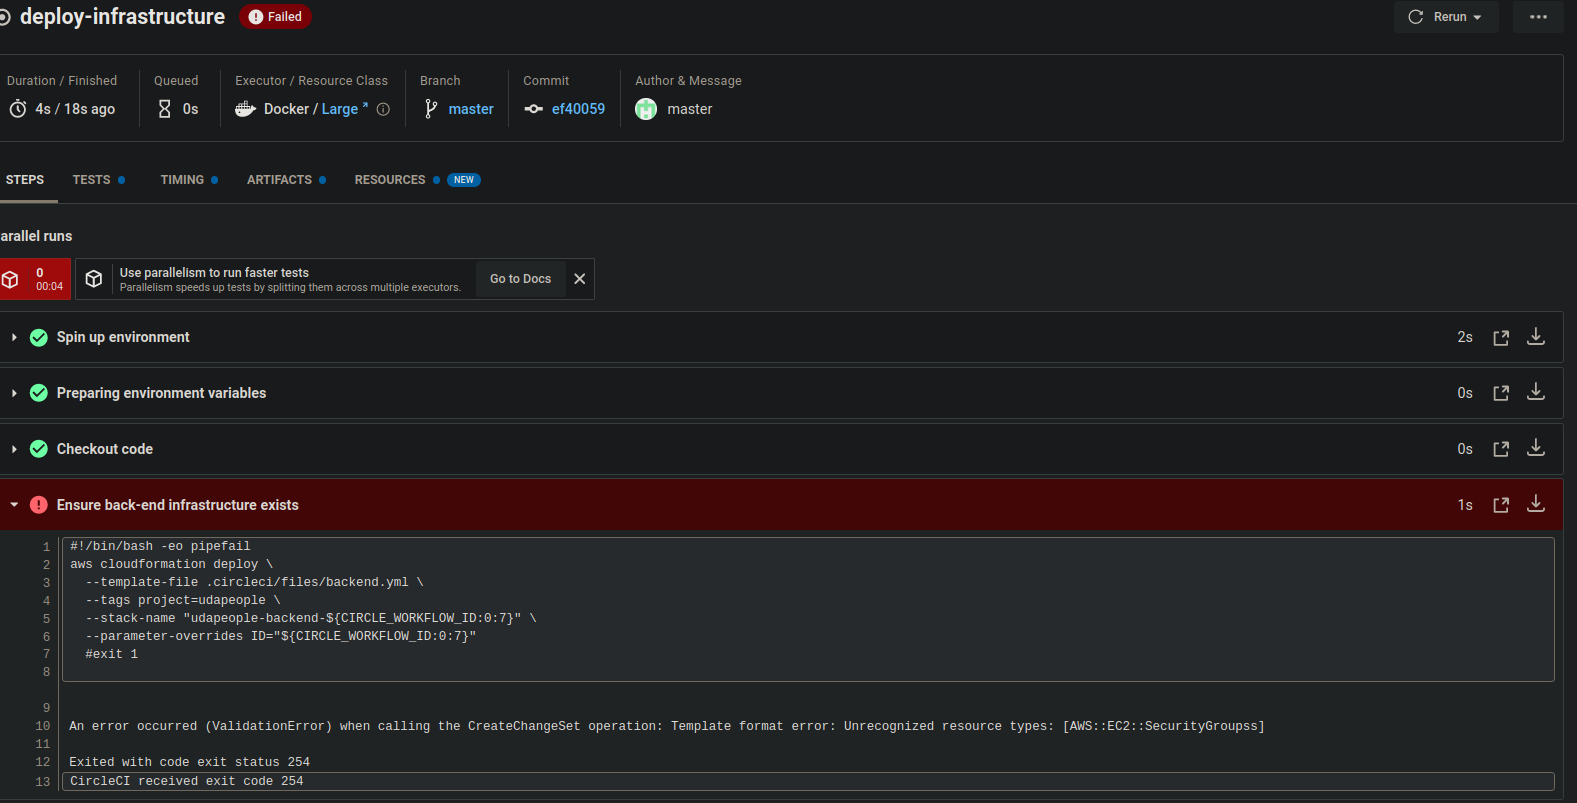 deploy-infrastructure
Failed
Rerun
Duration / Finished
4s / 18s ago
Queued
0s
Executor / Resource Class
Docker / Large
Branch
master
Commit
ef40059
Author & Message
master
STEPS
TESTS
TIMING
ARTIFACTS
RESOURCES
NEW
arallel runs
0
00:04
Use parallelism to run faster tests
Parallelism speeds up tests by splitting them across multiple executors.
Go to Docs
Spin up environment
2s
Preparing environment variables
0s
Checkout code
0s
Ensure back-end infrastructure exists
1s
1 #!/bin/bash -eo pipefail
2 aws cloudformation deploy \
3   --template-file .circleci/files/backend.yml \
4   --tags project=udapeople \
5   --stack-name "udapeople-backend-${CIRCLE_WORKFLOW_ID:0:7}" \
6   --parameter-overrides ID="${CIRCLE_WORKFLOW_ID:0:7}"
7   #exit 1
8
9
10 An error occurred (ValidationError) when calling the CreateChangeSet operation: Template format error: Unrecognized resource types: [AWS::EC2::SecurityGroupss]
11
12 Exited with code exit status 254
13 CircleCI received exit code 254